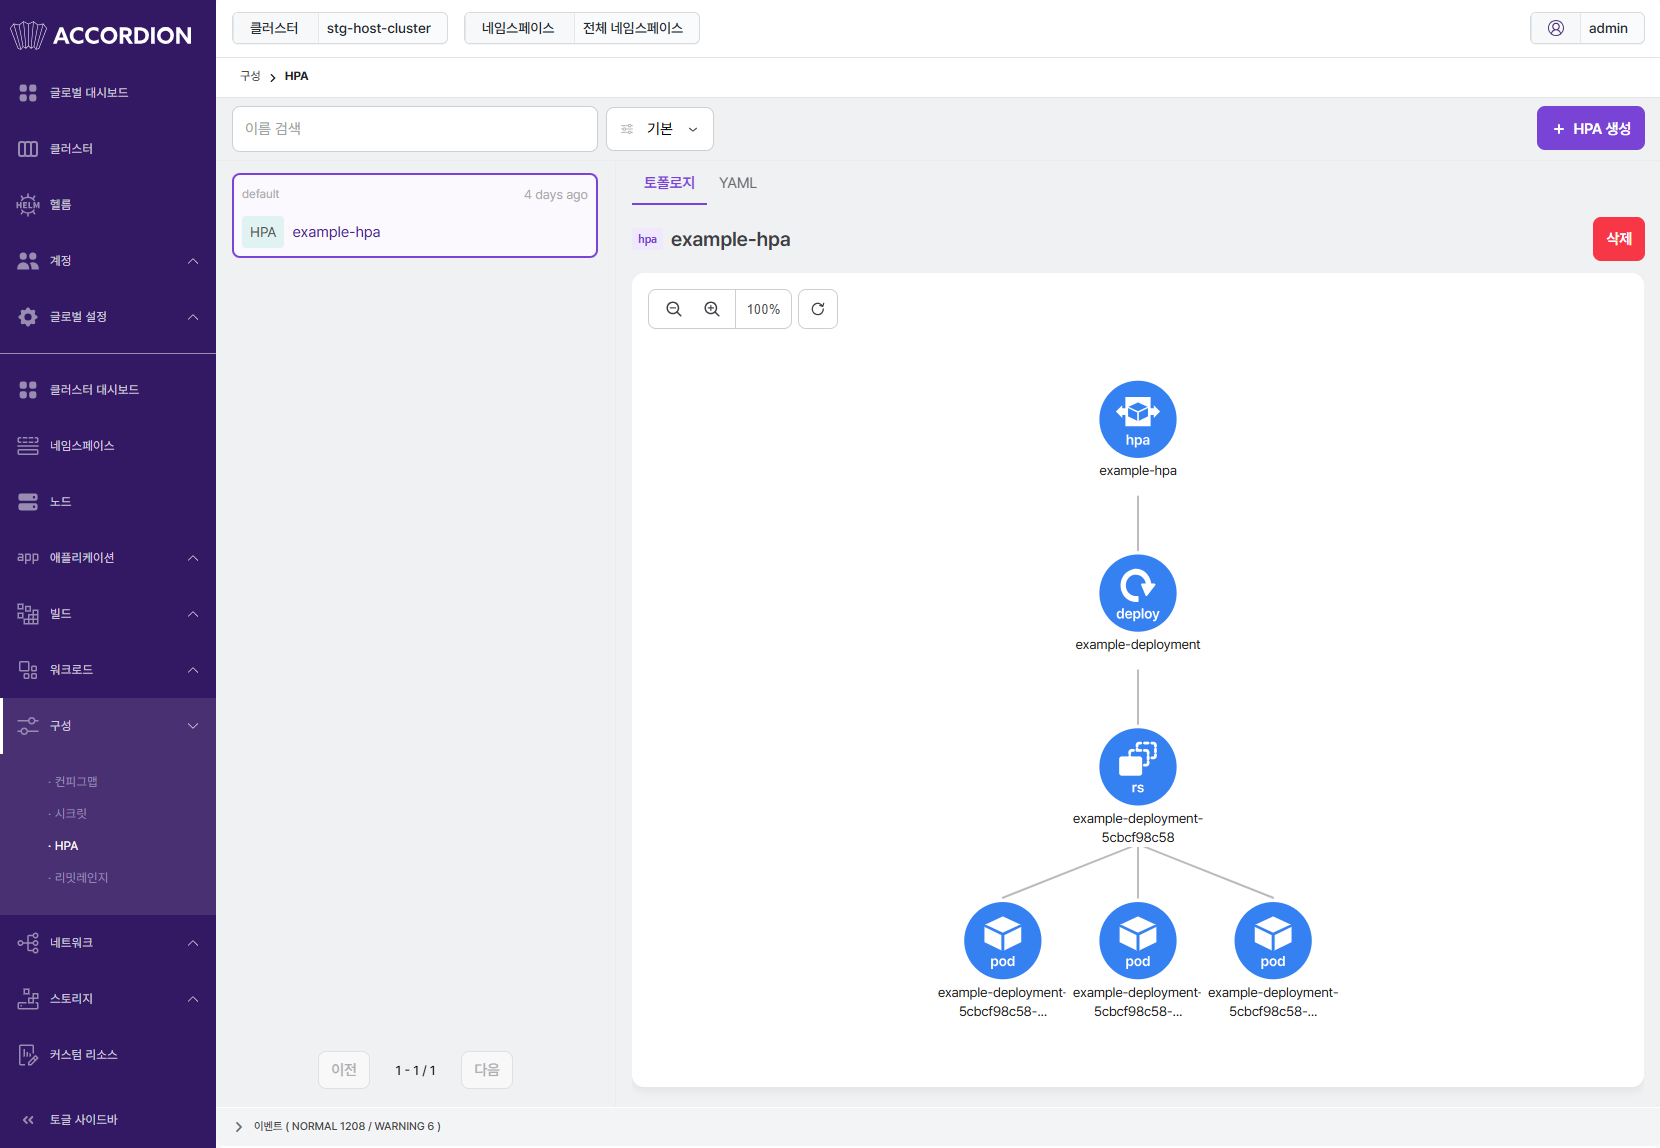 ACCORDION
글로벌 대시보드
클러스터
HELM 헬름
계정
글로벌 설정
클러스터 대시보드
네임스페이스
노드
app 애플리케이션
빌드
워크로드
구성
· 컨피그맵
· 시크릿
· HPA
· 리밋레인지
네트워크
스토리지
커스텀 리소스
토글 사이드바
클러스터 stg-host-cluster 네임스페이스 전체 네임스페이스 admin
구성 > HPA
이름 검색 기본 + HPA 생성
default 4 days ago
HPA example-hpa
이전 1 - 1 / 1 다음
토폴로지 YAML
hpa example-hpa 삭제
100%
hpa
example-hpa
deploy
example-deployment
rs
example-deployment-
5cbcf98c58
pod pod pod
example-deployment- example-deployment- example-deployment-
5cbcf98c58-... 5cbcf98c58-... 5cbcf98c58-...
이벤트 ( NORMAL 1208 / WARNING 6 )